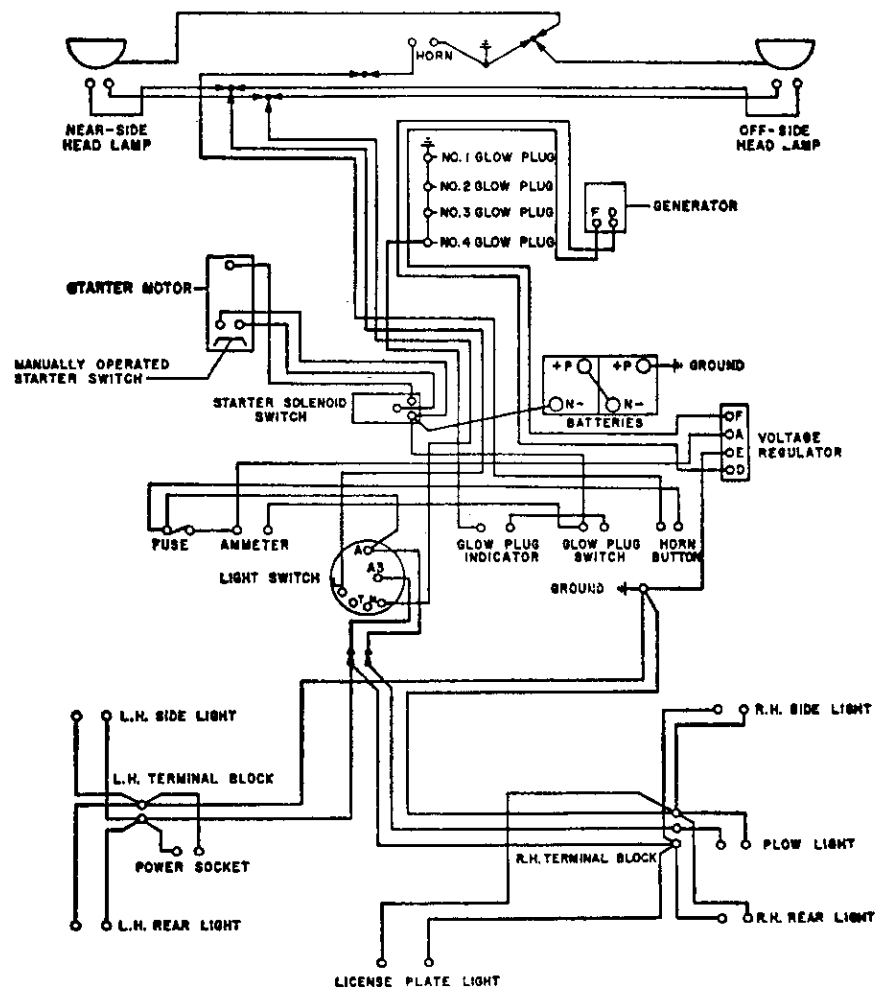 HORN
NEAR-SIDE
HEAD LAMP
OFF-SIDE
HEAD LAMP
NO. 1 GLOW PLUG
NO. 2 GLOW PLUG
NO. 3 GLOW PLUG
NO. 4 GLOW PLUG
F D
GENERATOR
STARTER MOTOR
MANUALLY OPERATED
STARTER SWITCH
STARTER SOLENOID
SWITCH
+P +P
GROUND
N- N-
BATTERIES
F
A
E
D
VOLTAGE
REGULATOR
FUSE
AMMETER
GLOW PLUG
INDICATOR
GLOW PLUG
SWITCH
HORN
BUTTON
A
A3
LIGHT SWITCH
T H
GROUND
L.H. SIDE LIGHT
R.H. SIDE LIGHT
L.H. TERMINAL BLOCK
POWER SOCKET
R.H. TERMINAL BLOCK
PLOW LIGHT
L.H. REAR LIGHT
R.H. REAR LIGHT
LICENSE PLATE LIGHT